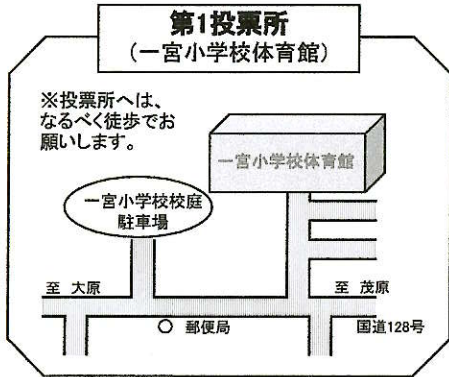 第1投票所
(一宮小学校体育館)
※投票所へは、
なるべく徒歩でお
願いします。
一宮小学校体育館
一宮小学校校庭
駐車場
至 大原
至 茂原
郵便局
国道128号